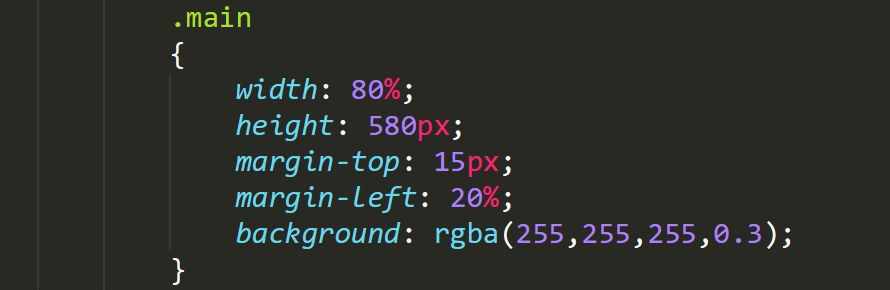 .main
{
width: 80%;
height: 580px;
margin-top: 15px;
margin-left: 20%;
background: rgba(255,255,255,0.3);
}